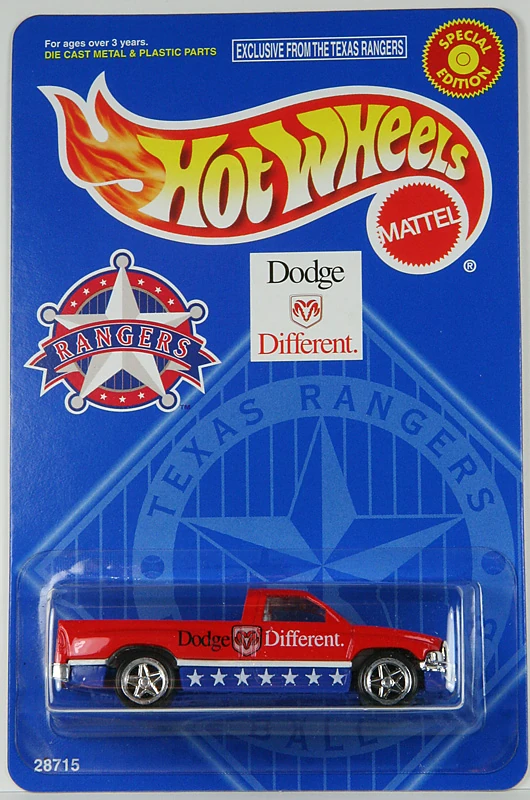 For ages over 3 years.
DIE CAST METAL & PLASTIC PARTS
EXCLUSIVE FROM THE TEXAS RANGERS
SPECIAL
EDITION
HOT WHEELS
MATTEL
®
Dodge
Different.
RANGERS
TM
TEXAS RANGERS
BALL
Dodge Different.
28715